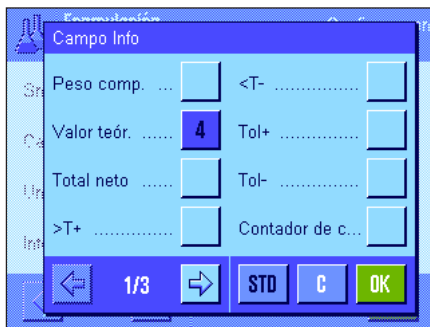 Formulación
Campo Info
Peso comp. ...
<T- ................
Valor teór. ...... 4
Tol+ ...............
Total neto ......
Tol- ...............
>T+ ................
Contador de c...
1/3
STD
C
OK